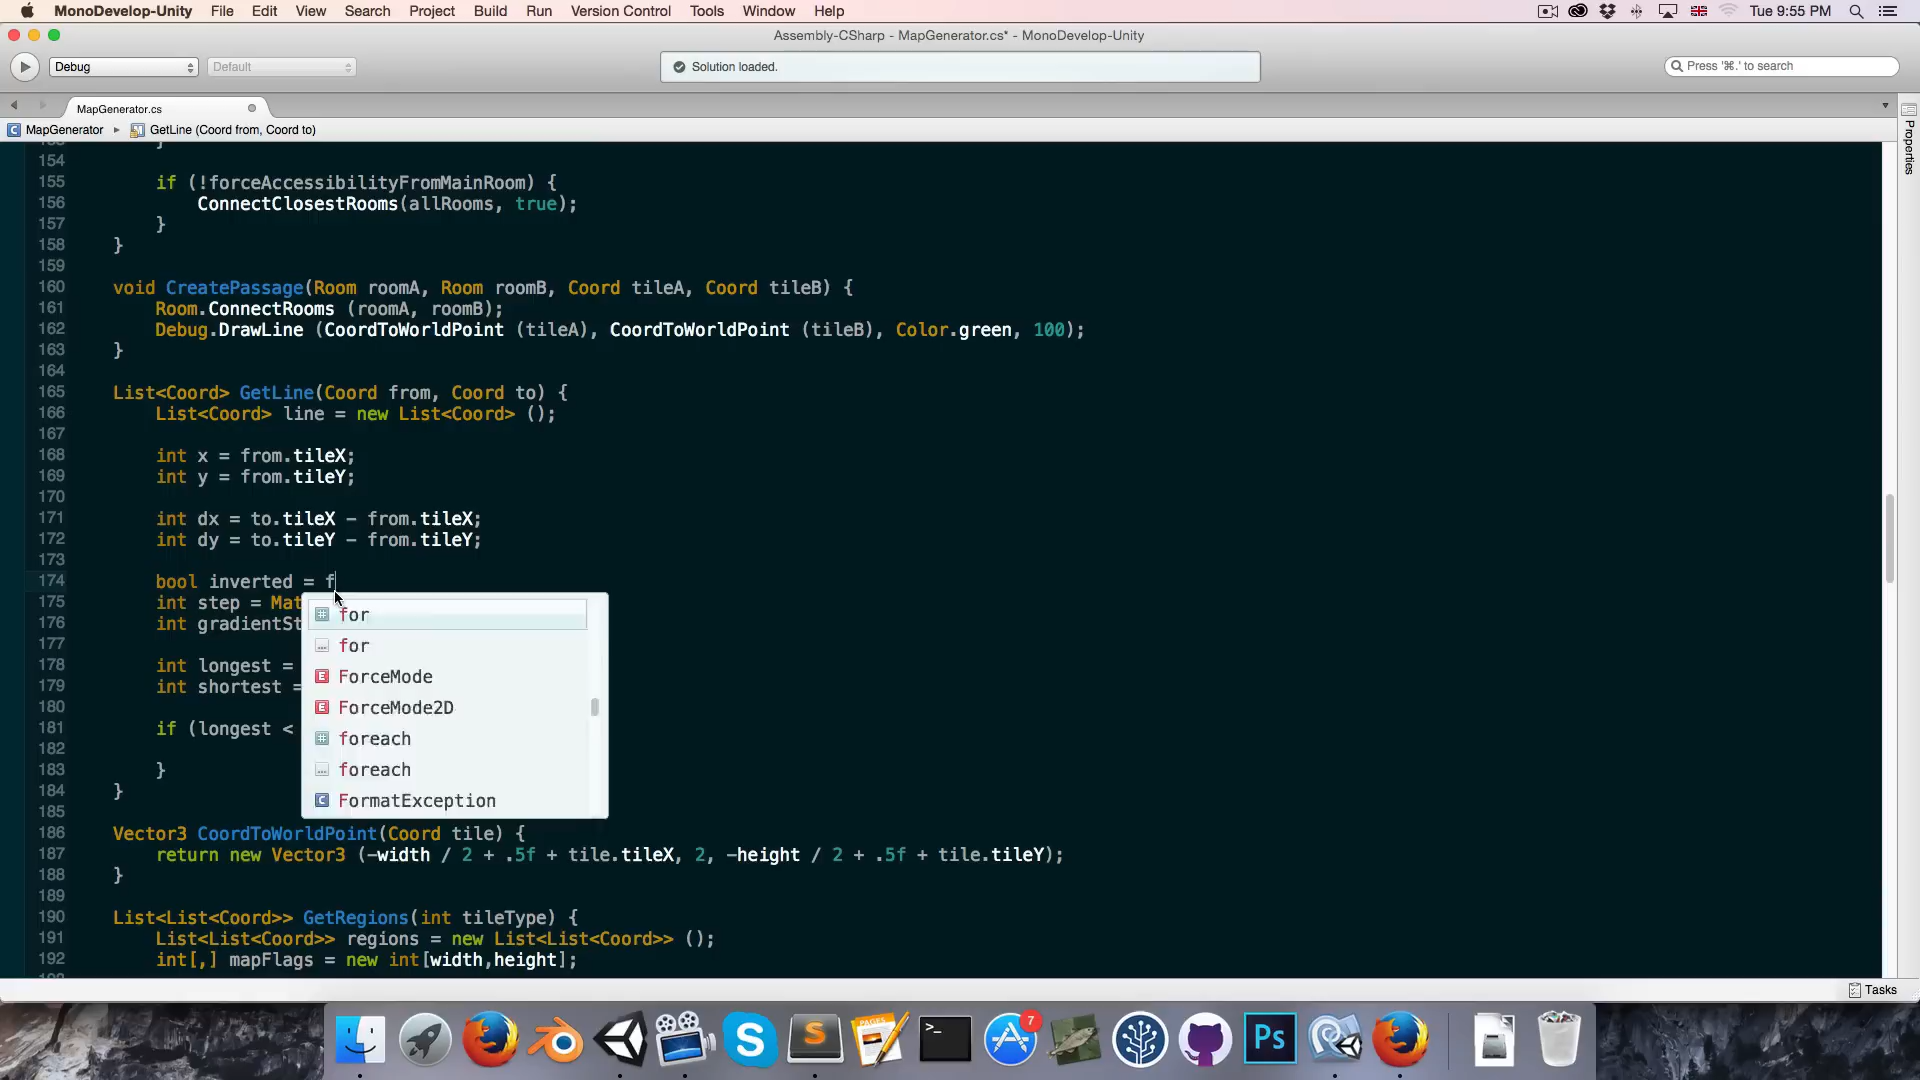 MonoDevelop-Unity File Edit View Search Project Build Run Version Control Tools Window Help Tue 9:55 PM
Assembly-CSharp - MapGenerator.cs* - MonoDevelop-Unity
Debug Default Solution loaded. Press '⌘.' to search
MapGenerator.cs
MapGenerator ▸ GetLine (Coord from, Coord to)
Properties
153 }
154
155 if (!forceAccessibilityFromMainRoom) {
156 ConnectClosestRooms(allRooms, true);
157 }
158 }
159
160 void CreatePassage(Room roomA, Room roomB, Coord tileA, Coord tileB) {
161 Room.ConnectRooms (roomA, roomB);
162 Debug.DrawLine (CoordToWorldPoint (tileA), CoordToWorldPoint (tileB), Color.green, 100);
163 }
164
165 List<Coord> GetLine(Coord from, Coord to) {
166 List<Coord> line = new List<Coord> ();
167
168 int x = from.tileX;
169 int y = from.tileY;
170
171 int dx = to.tileX - from.tileX;
172 int dy = to.tileY - from.tileY;
173
174 bool inverted = f
175 int step = Mat
176 int gradientSt
177
178 int longest =
179 int shortest =
180
181 if (longest <
182
183 }
184 }
185
for
for
ForceMode
ForceMode2D
foreach
foreach
FormatException
186 Vector3 CoordToWorldPoint(Coord tile) {
187 return new Vector3 (-width / 2 + .5f + tile.tileX, 2, -height / 2 + .5f + tile.tileY);
188 }
189
190 List<List<Coord>> GetRegions(int tileType) {
191 List<List<Coord>> regions = new List<List<Coord>> ();
192 int[,] mapFlags = new int[width,height];
Tasks
7
Ps